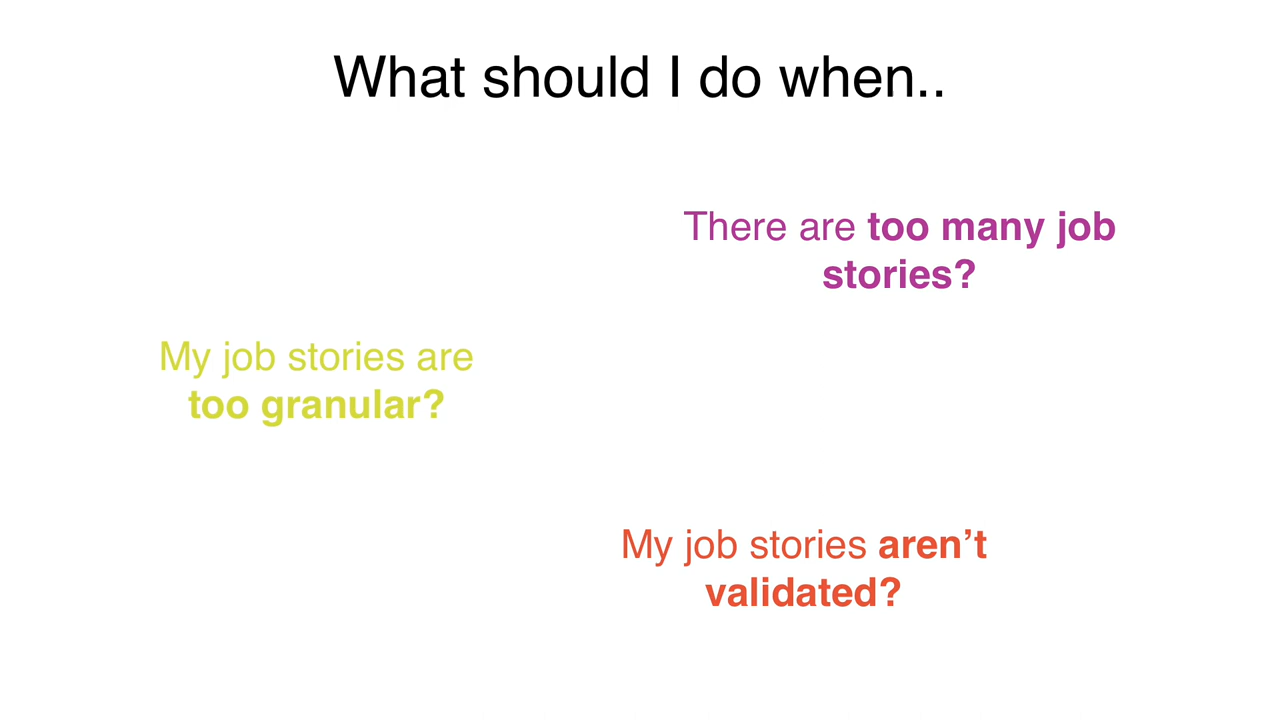 What should I do when..
There are too many job
stories?
My job stories are
too granular?
My job stories aren’t
validated?